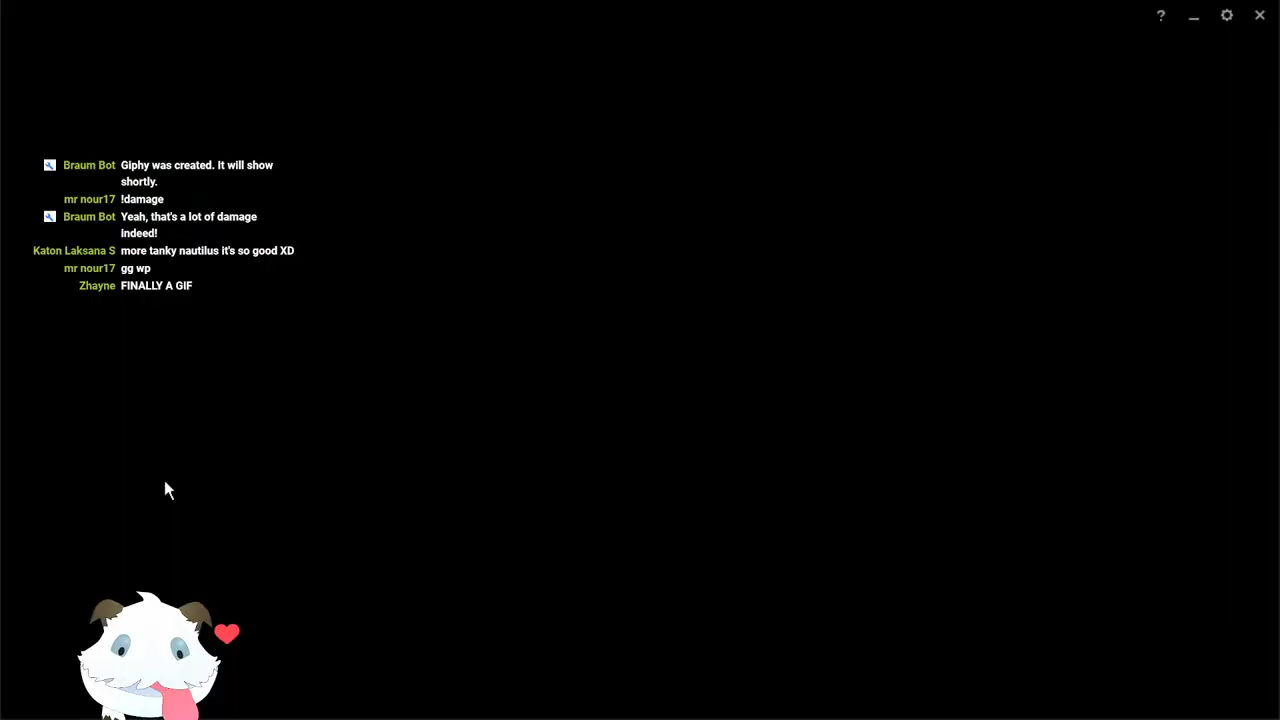 ?
Braum Bot Giphy was created. It will show
shortly.
mr nour17 !damage
Braum Bot Yeah, that's a lot of damage
indeed!
Katon Laksana S more tanky nautilus it's so good XD
mr nour17 gg wp
Zhayne FINALLY A GIF